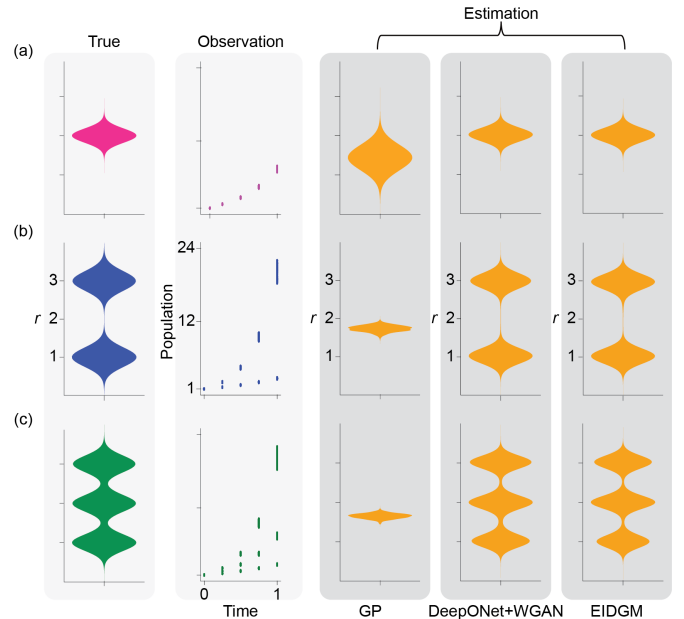 Estimation
True
Observation
(a)
(b)
3
r 2
1
24
12
1
Population
3
r 2
1
3
r 2
1
3
r 2
1
(c)
0
1
Time
GP
DeepONet+WGAN
EIDGM